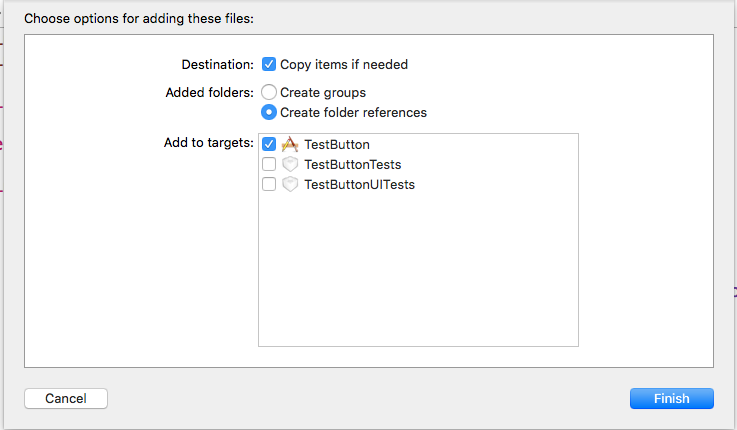 Choose options for adding these files:
Destination: Copy items if needed
Added folders: Create groups
Create folder references
Add to targets: TestButton
TestButtonTests
TestButtonUITests
Cancel Finish